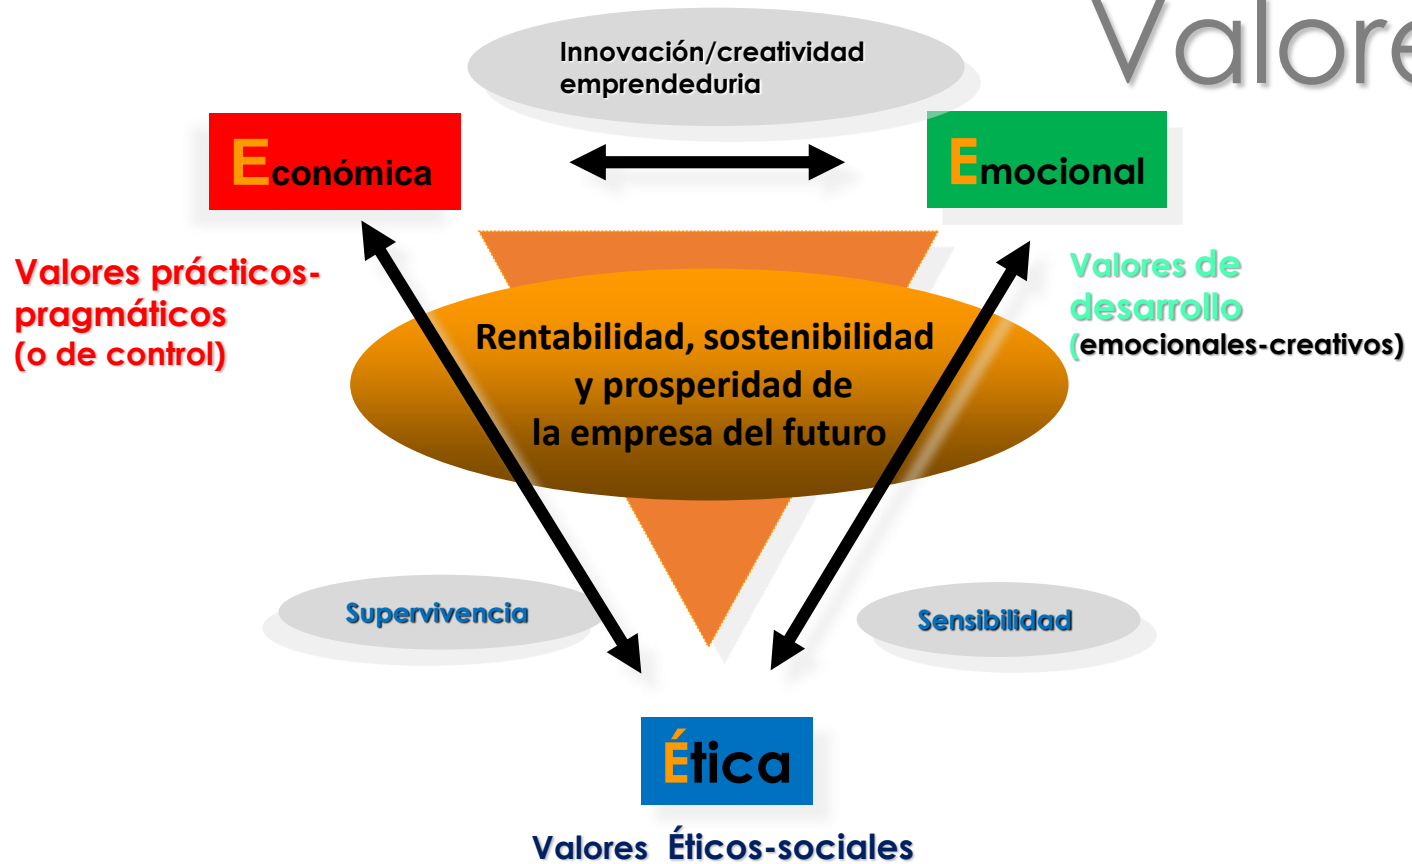 Valore
Innovación/creatividad
emprendeduria
Económica
Emocional
Valores prácticos-
pragmáticos
(o de control)
Valores de
desarrollo
(emocionales-creativos)
Rentabilidad, sostenibilidad
y prosperidad de
la empresa del futuro
Supervivencia
Sensibilidad
Ética
Valores Éticos-sociales